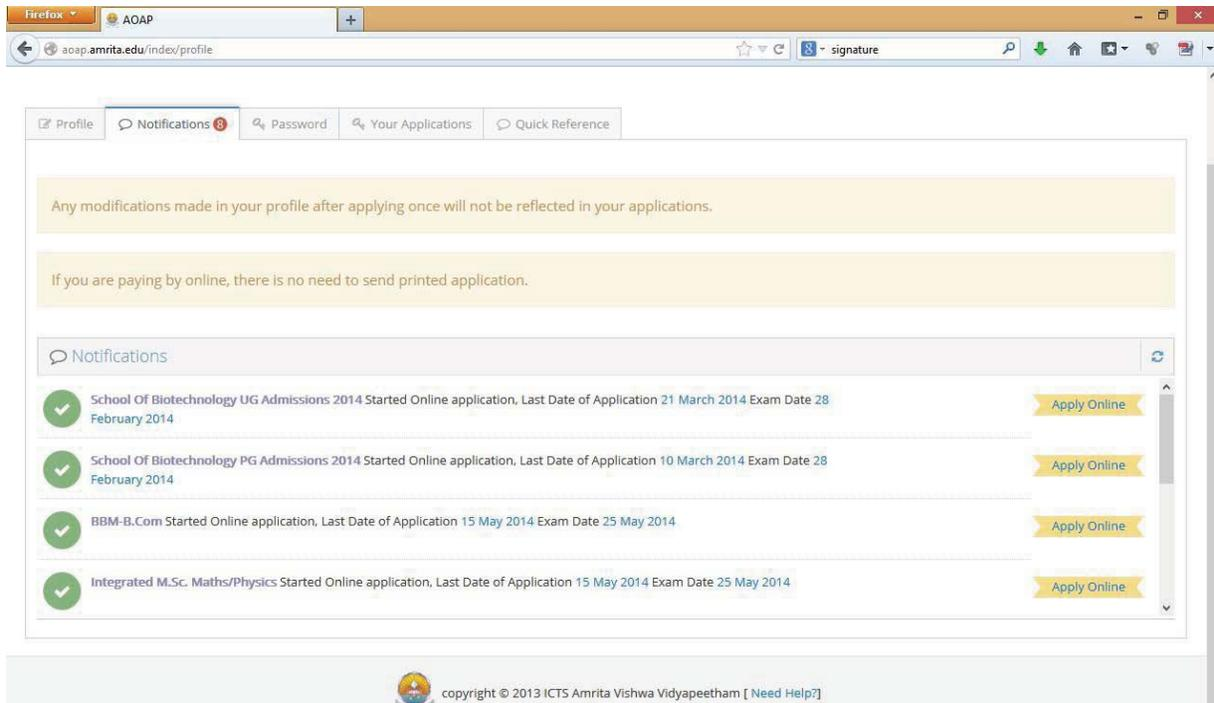 Firefox
AOAP
aoap.amrita.edu/index/profile
signature
Profile
Notifications 8
Password
Your Applications
Quick Reference
Any modifications made in your profile after applying once will not be reflected in your applications.
If you are paying by online, there is no need to send printed application.
Notifications
School Of Biotechnology UG Admissions 2014 Started Online application, Last Date of Application 21 March 2014 Exam Date 28
February 2014
Apply Online
School Of Biotechnology PG Admissions 2014 Started Online application, Last Date of Application 10 March 2014 Exam Date 28
February 2014
Apply Online
BBM-B.Com Started Online application, Last Date of Application 15 May 2014 Exam Date 25 May 2014
Apply Online
Integrated M.Sc. Maths/Physics Started Online application, Last Date of Application 15 May 2014 Exam Date 25 May 2014
Apply Online
copyright © 2013 ICTS Amrita Vishwa Vidyapeetham [ Need Help?]